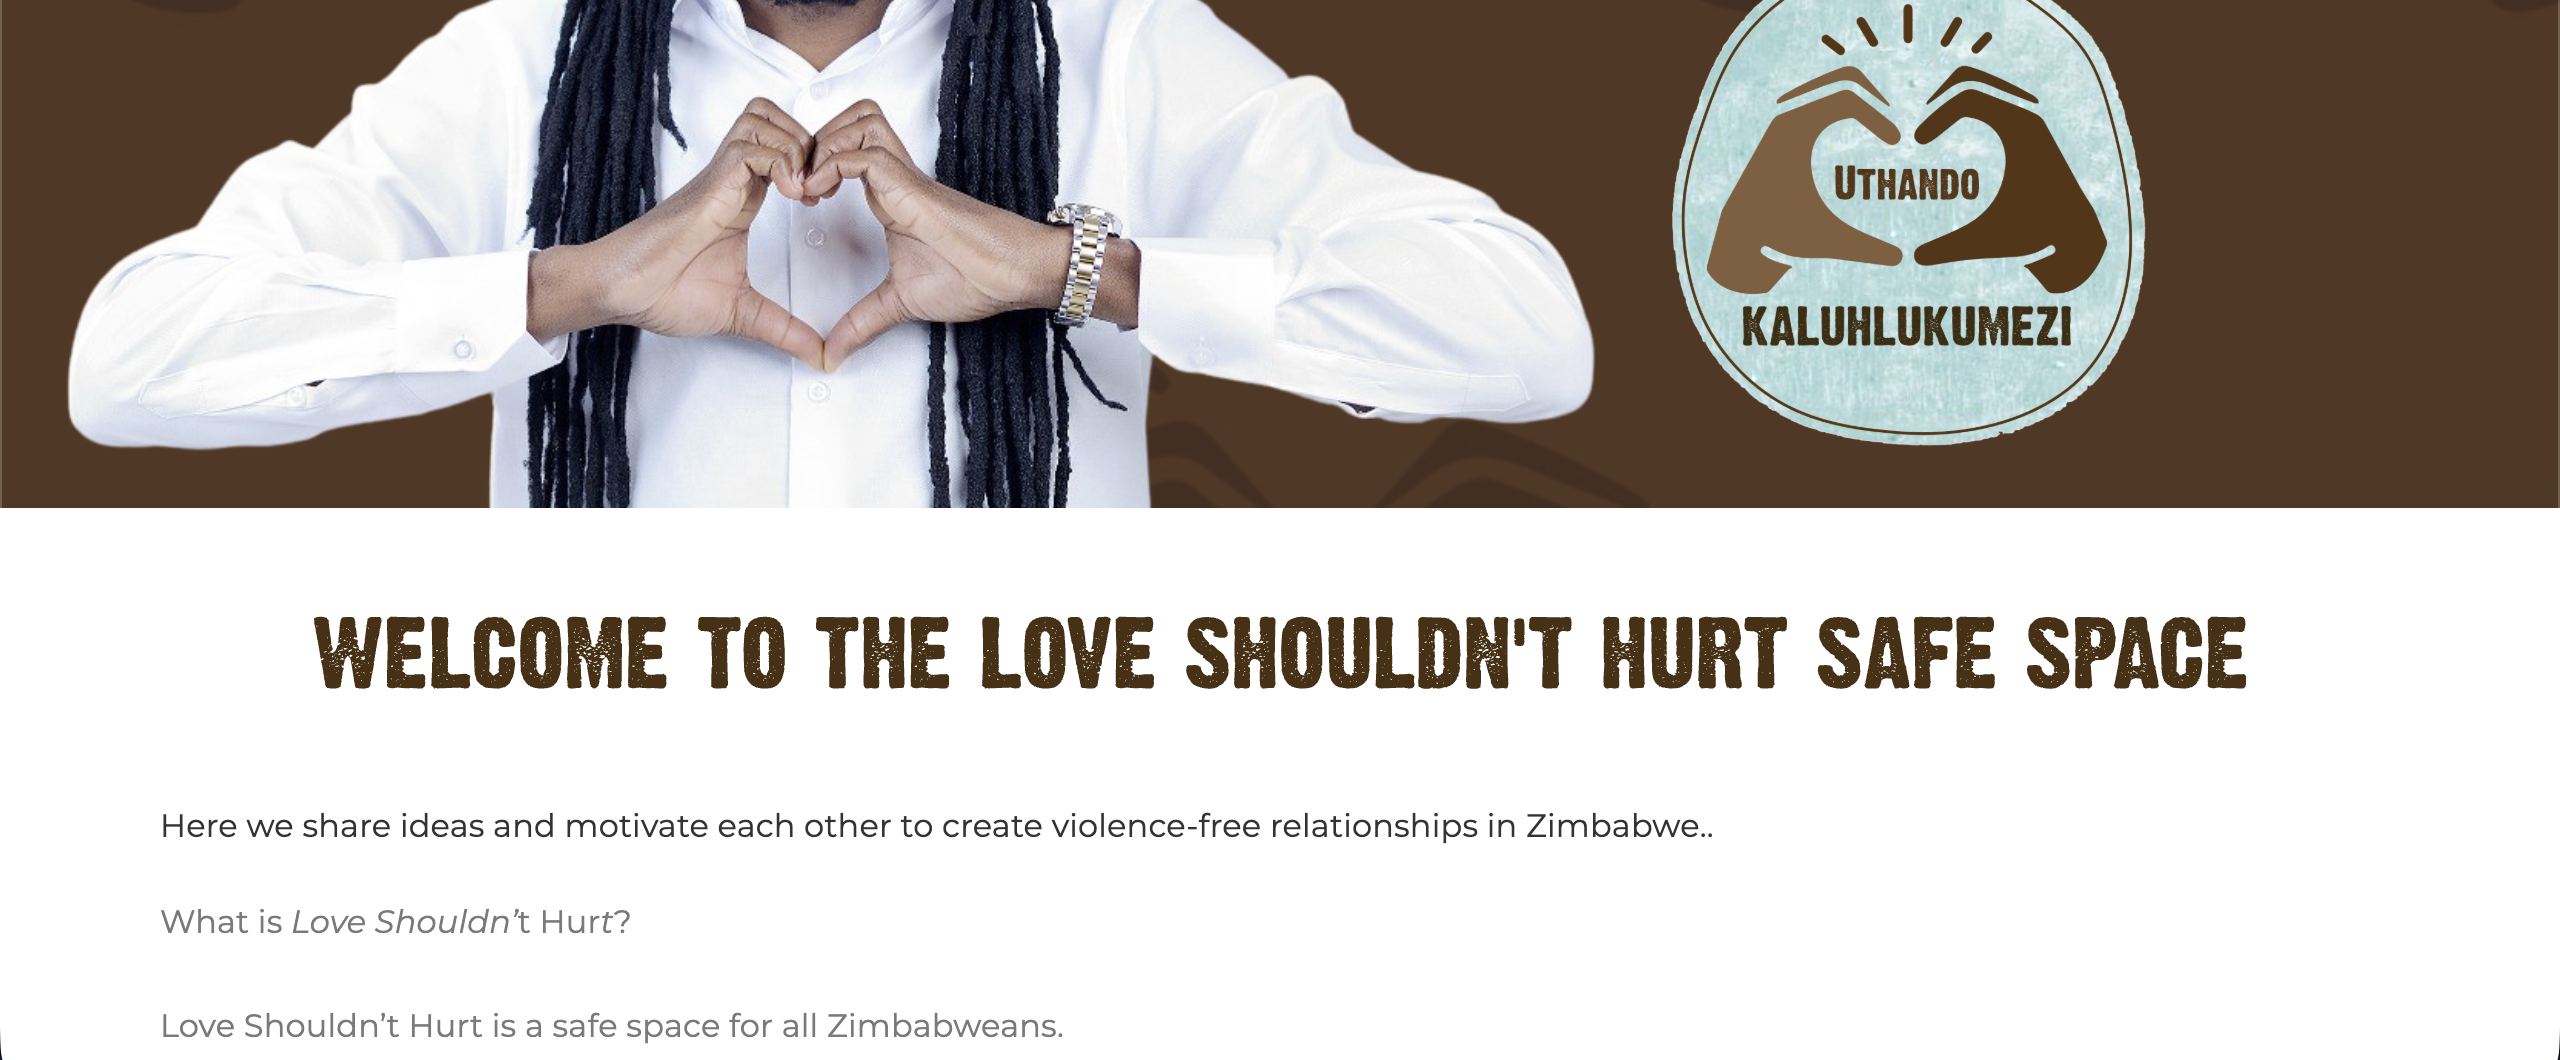 UTHANDO
KALUHLUKUMEZI
WELCOME TO THE LOVE SHOULDN'T HURT SAFE SPACE
Here we share ideas and motivate each other to create violence-free relationships in Zimbabwe..
What is Love Shouldn’t Hurt?
Love Shouldn’t Hurt is a safe space for all Zimbabweans.